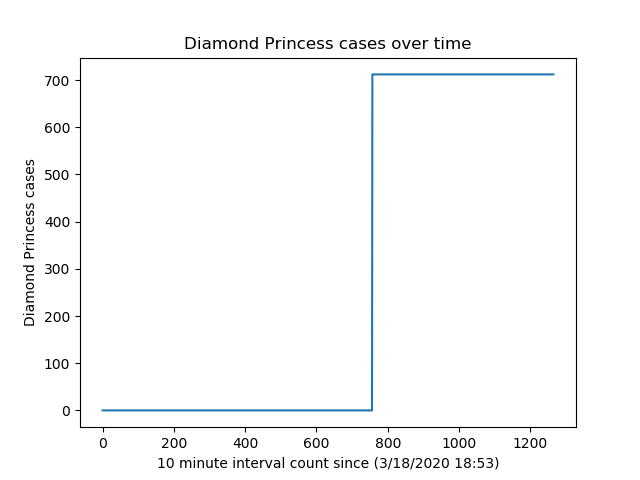 Diamond Princess cases over time
Diamond Princess cases
700
600
500
400
300
200
100
0
0 200 400 600 800 1000 1200
10 minute interval count since (3/18/2020 18:53)